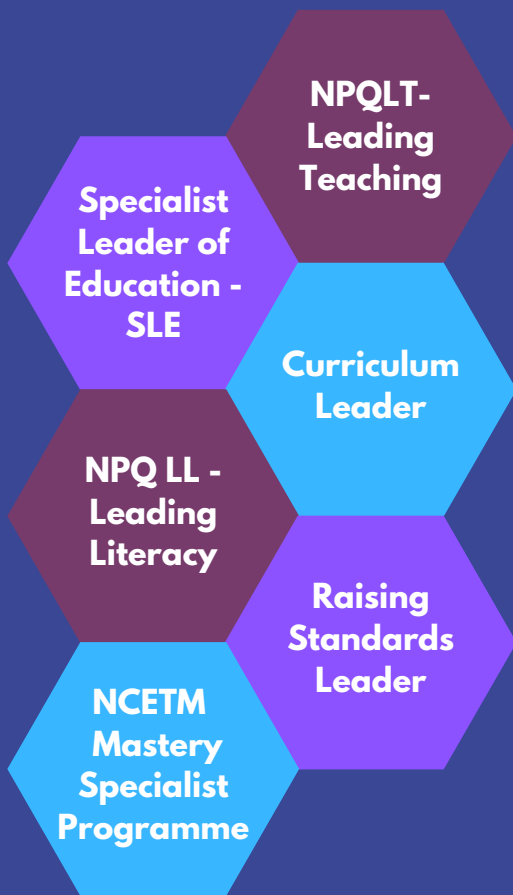 NPQLT-
Leading
Teaching
Specialist
Leader of
Education -
SLE
Curriculum
Leader
NPQ LL -
Leading
Literacy
Raising
Standards
Leader
NCETM
Mastery
Specialist
Programme